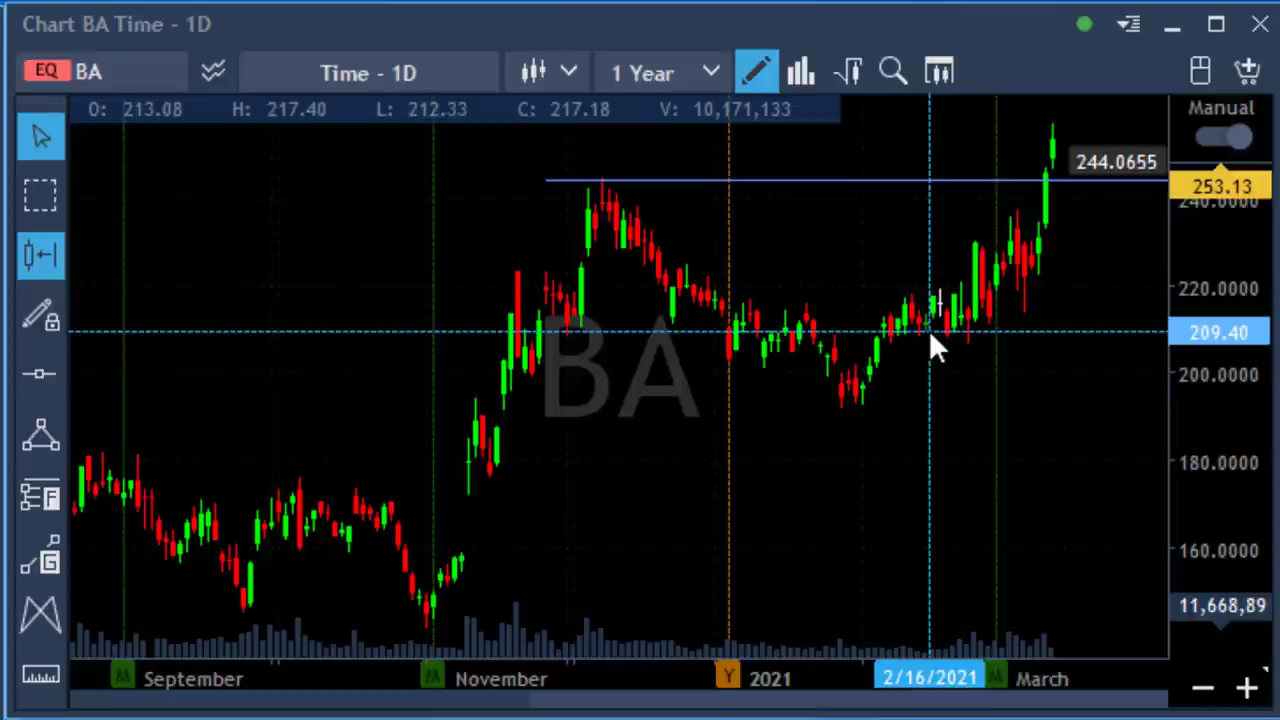 Chart BA Time - 1D
EQ BA Time - 1D 1 Year
O: 213.08 H: 217.40 L: 212.33 C: 217.18 V: 10,171,133
Manual
244.0655
253.13
240.0000
220.0000
209.40
BA
200.0000
180.0000
160.0000
F
G
11,668,89
M September M November Y 2021 2/16/2021 M March